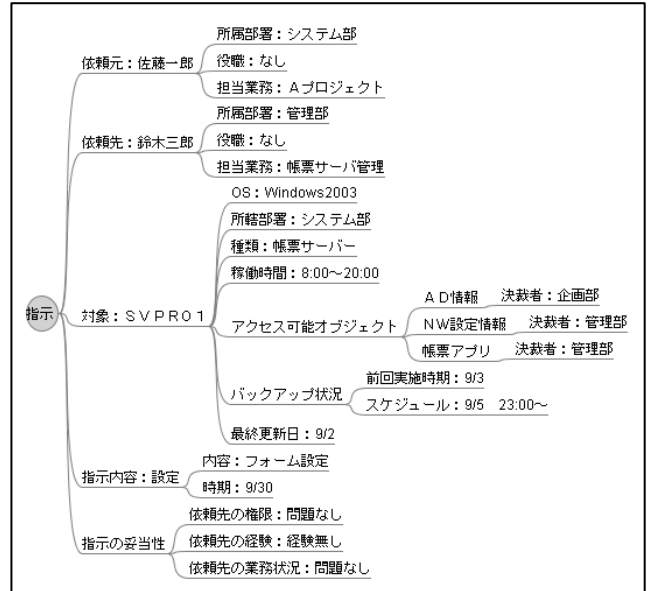 指示
依頼元：佐藤一郎
所属部署：システム部
役職：なし
担当業務：Ａプロジェクト
依頼先：鈴木三郎
所属部署：管理部
役職：なし
担当業務：帳票サーバ管理
対象：ＳＶＰＲＯ１
OS：Windows2003
所轄部署：システム部
種類：帳票サーバー
稼働時間：8:00～20:00
アクセス可能オブジェクト
ＡＤ情報　決裁者：企画部
ＮＷ設定情報　決裁者：管理部
帳票アプリ　決裁者：管理部
バックアップ状況
前回実施時期：9/3
スケジュール：9/5　23:00～
最終更新日：9/2
指示内容：設定
内容：フォーム設定
時期：9/30
指示の妥当性
依頼先の権限：問題なし
依頼先の経験：経験無し
依頼先の業務状況：問題なし